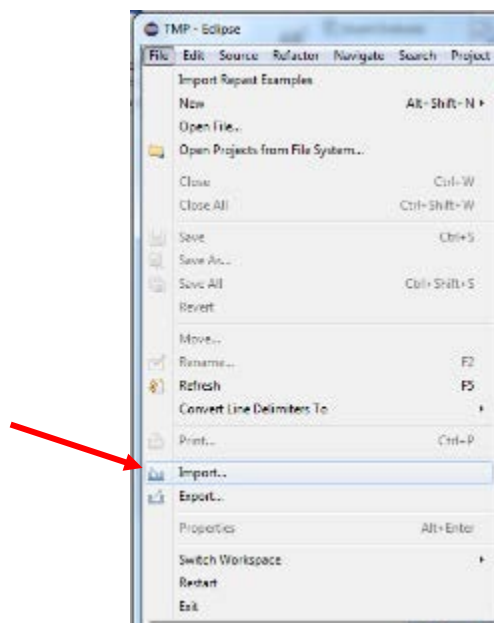 TMP - Eclipse
File Edit Source Refactor Navigate Search Project
Import Repast Examples
New Alt+Shift+N
Open File...
Open Projects from File System...
Close Ctrl+W
Close All Ctrl+Shift+W
Save Ctrl+S
Save As...
Save All Ctrl+Shift+S
Revert
Move...
Rename... F2
Refresh F5
Convert Line Delimiters To
Print... Ctrl+P
Import...
Export...
Properties Alt+Enter
Switch Workspace
Restart
Exit